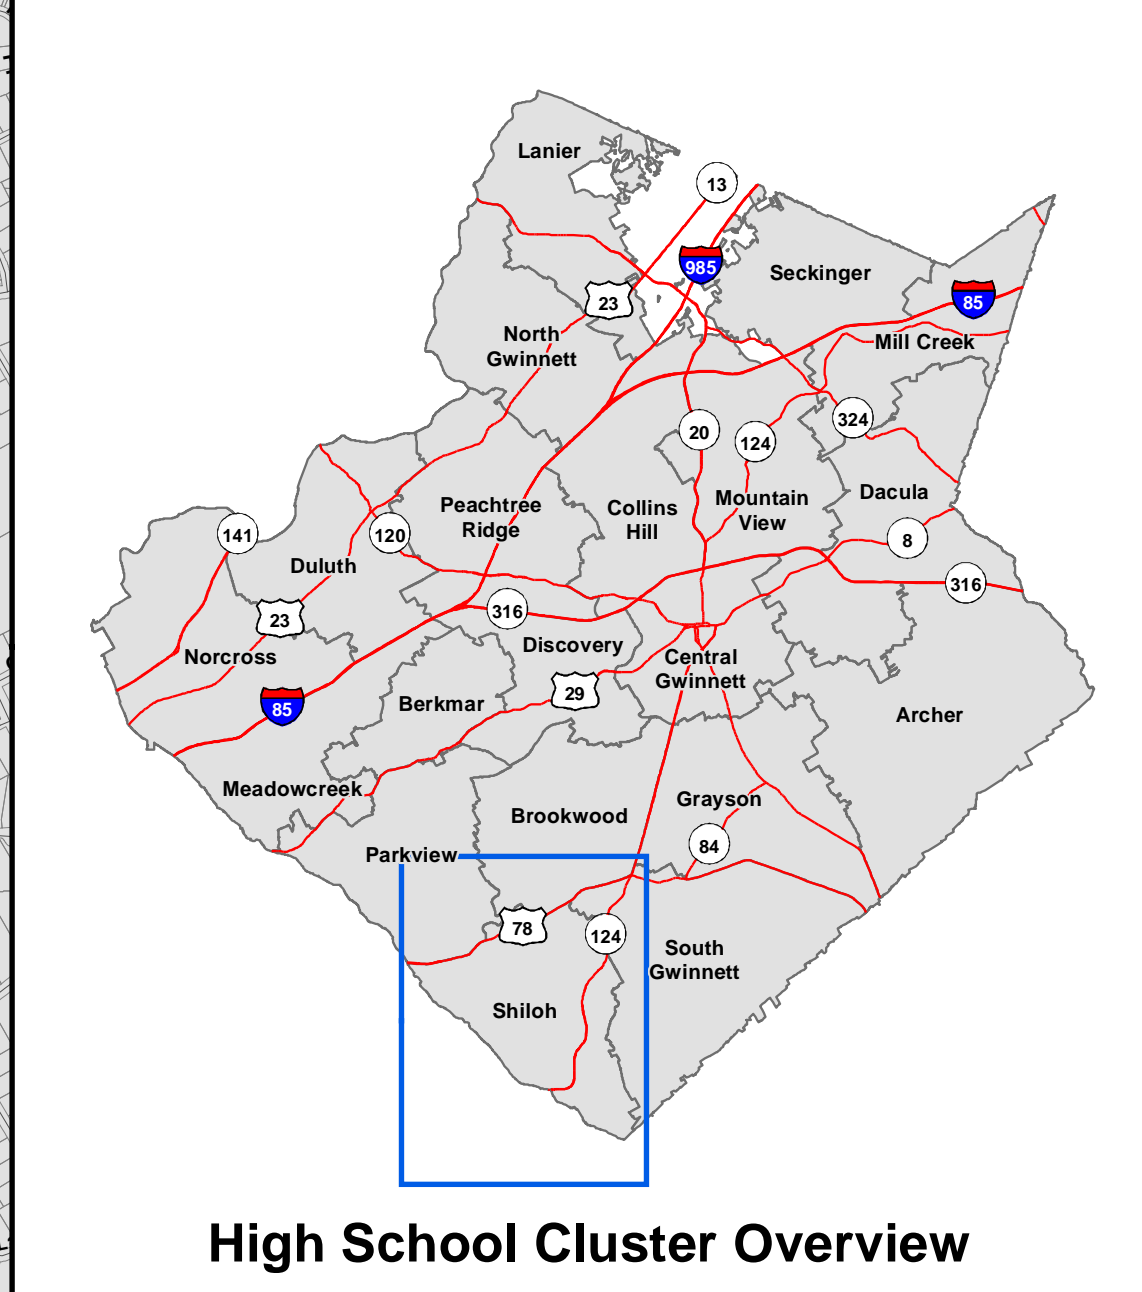 Lanier
13
985
Seckinger
23
85
North
Gwinnett
Mill Creek
324
20
124
Dacula
Mountain
View
Peachtree
Ridge
Collins
Hill
141
120
8
Duluth
316
316
23
Discovery
Norcross
Central
Gwinnett
29
Berkmar
85
Archer
Meadowcreek
Grayson
Brookwood
84
Parkview
78
124
South
Gwinnett
Shiloh
High School Cluster Overview